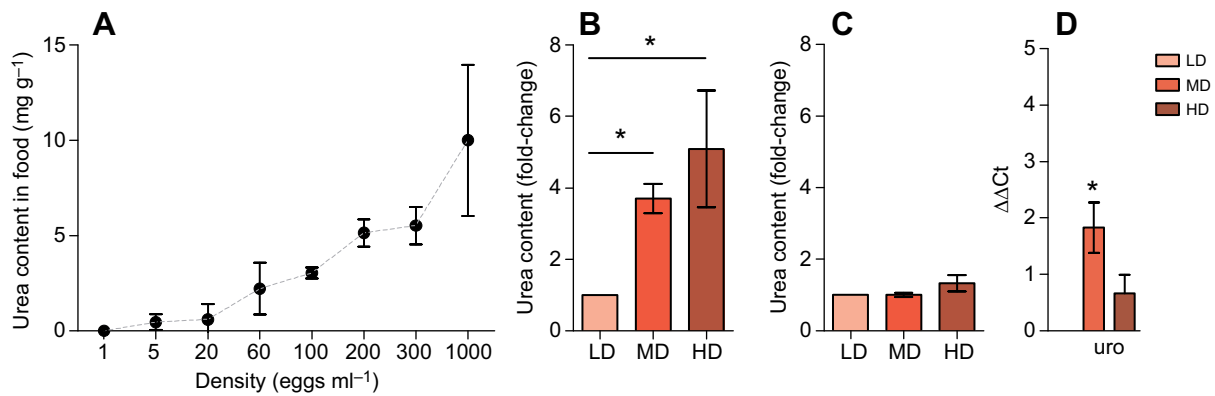 A
Urea content in food (mg g⁻¹)
15
10
5
0
1 5 20 60 100 200 300 1000
Density (eggs ml⁻¹)
B
Urea content (fold-change)
8
6
4
2
0
*
*
LD MD HD
C
Urea content (fold-change)
8
6
4
2
0
LD MD HD
D
ΔΔCt
5
4
3
2
1
0
*
uro
LD
MD
HD